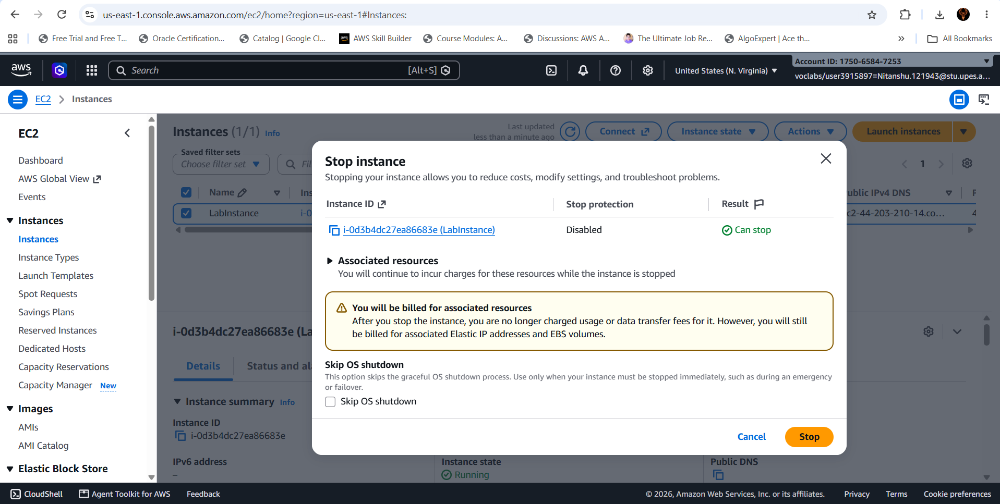 us-east-1.console.aws.amazon.com/ec2/home?region=us-east-1#Instances:
Free Trial and Free T...
Oracle Certification...
Catalog | Google Cl...
aws AWS Skill Builder
Course Modules: A...
Discussions: AWS A...
The Ultimate Job Re...
AlgoExpert | Ace th...
»
All Bookmarks
aws
Search
[Alt+S]
United States (N. Virginia)
Account ID: 1750-6584-7253
voclabs/user3915897=Nitanshu.121943@stu.upes.a...
EC2
Instances
EC2
Dashboard
AWS Global View
Events
Instances
Instances
Instance Types
Launch Templates
Spot Requests
Savings Plans
Reserved Instances
Dedicated Hosts
Capacity Reservations
Capacity Manager New
Images
AMIs
AMI Catalog
Elastic Block Store
Instances (1/1) Info
Last updated
less than a minute ago
Connect
Instance state
Actions
Launch instances
Saved filter sets
Choose filter set
Fil
1
Name
Ins
Public IPv4 DNS
LabInstance
i-0
c2-44-203-210-14.co...
4
Stop instance
Stopping your instance allows you to reduce costs, modify settings, and troubleshoot problems.
Instance ID
Stop protection
Result
i-0d3b4dc27ea86683e (LabInstance)
Disabled
Can stop
Associated resources
You will continue to incur charges for these resources while the instance is stopped
You will be billed for associated resources
After you stop the instance, you are no longer charged usage or data transfer fees for it. However, you will still
be billed for associated Elastic IP addresses and EBS volumes.
Skip OS shutdown
This option skips the graceful OS shutdown process. Use only when your instance must be stopped immediately, such as during an emergency
or failover.
Skip OS shutdown
Cancel
Stop
i-0d3b4dc27ea86683e (La
Details
Status and ala
Instance summary Info
Instance ID
i-0d3b4dc27ea86683e
IPv6 address
–
Instance state
Running
Public DNS
CloudShell
Agent Toolkit for AWS
Feedback
© 2026, Amazon Web Services, Inc. or its affiliates.
Privacy
Terms
Cookie preferences